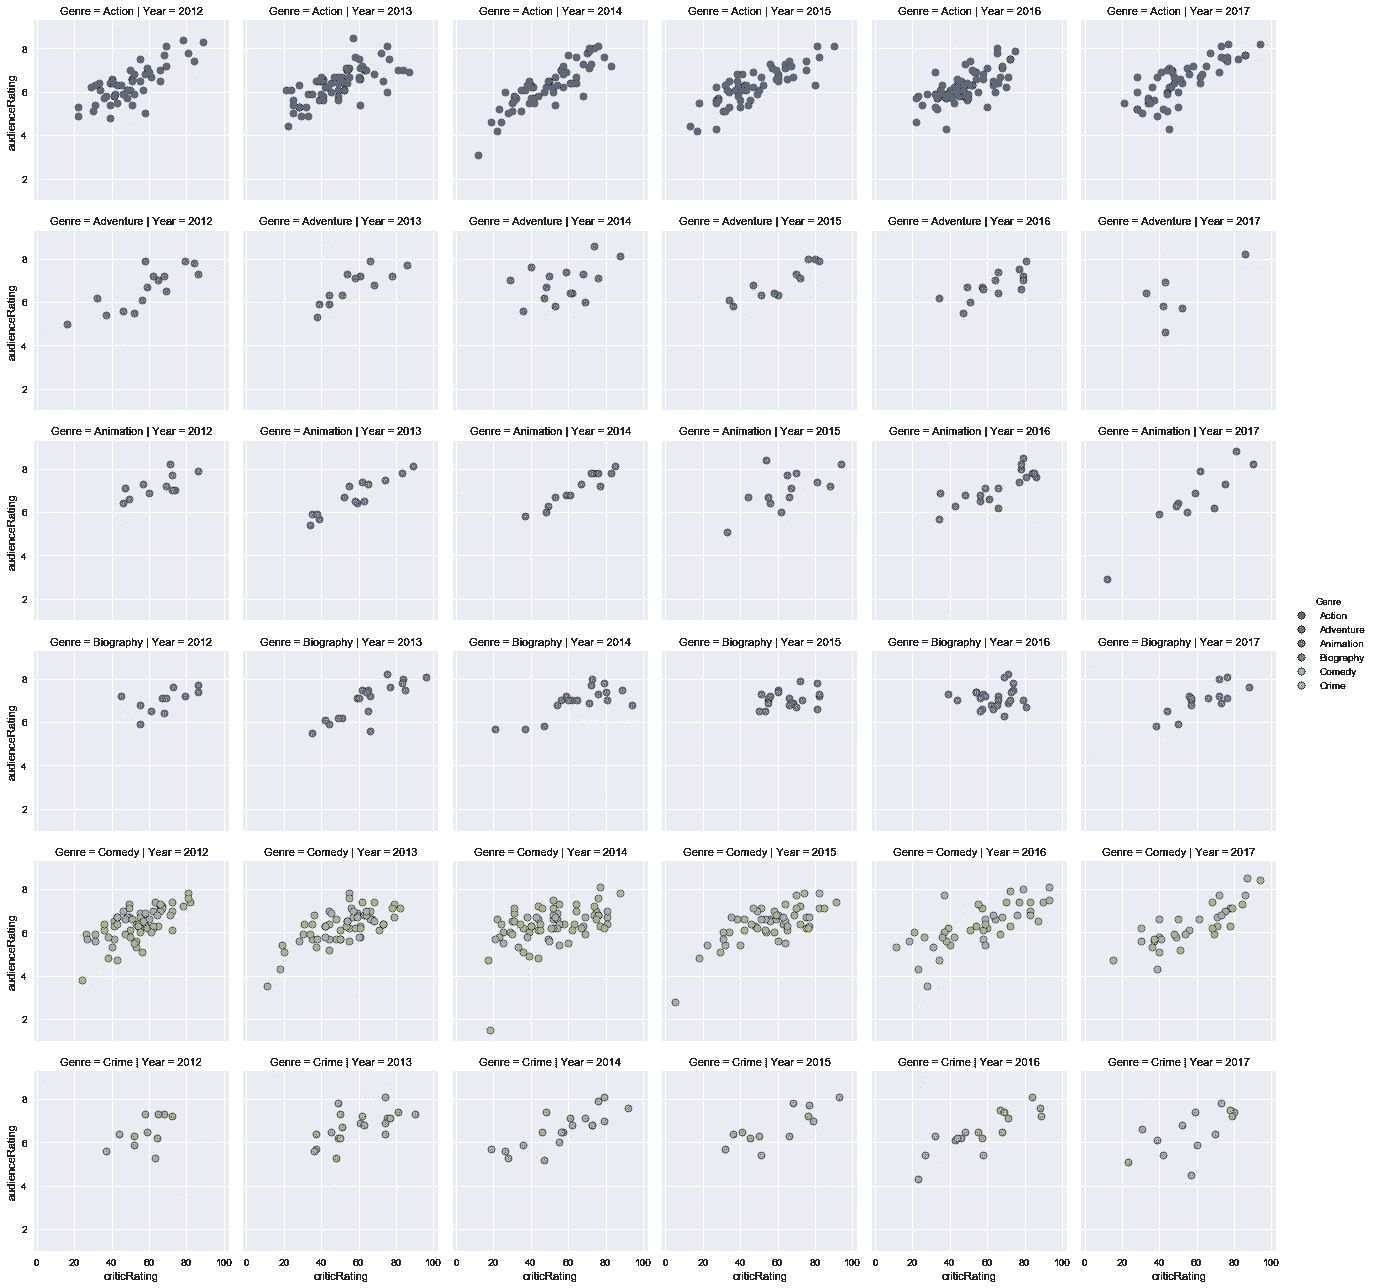 Genre = Action | Year = 2012
Genre = Action | Year = 2013
Genre = Action | Year = 2014
Genre = Action | Year = 2015
Genre = Action | Year = 2016
Genre = Action | Year = 2017
8
6
4
2
audienceRating
Genre = Adventure | Year = 2012
Genre = Adventure | Year = 2013
Genre = Adventure | Year = 2014
Genre = Adventure | Year = 2015
Genre = Adventure | Year = 2016
Genre = Adventure | Year = 2017
8
6
4
2
audienceRating
Genre = Animation | Year = 2012
Genre = Animation | Year = 2013
Genre = Animation | Year = 2014
Genre = Animation | Year = 2015
Genre = Animation | Year = 2016
Genre = Animation | Year = 2017
8
6
4
2
audienceRating
Genre = Biography | Year = 2012
Genre = Biography | Year = 2013
Genre = Biography | Year = 2014
Genre = Biography | Year = 2015
Genre = Biography | Year = 2016
Genre = Biography | Year = 2017
8
6
4
2
audienceRating
Genre = Comedy | Year = 2012
Genre = Comedy | Year = 2013
Genre = Comedy | Year = 2014
Genre = Comedy | Year = 2015
Genre = Comedy | Year = 2016
Genre = Comedy | Year = 2017
8
6
4
2
audienceRating
Genre = Crime | Year = 2012
Genre = Crime | Year = 2013
Genre = Crime | Year = 2014
Genre = Crime | Year = 2015
Genre = Crime | Year = 2016
Genre = Crime | Year = 2017
8
6
4
2
audienceRating
0 20 40 60 80 100
criticRating
0 20 40 60 80 100
criticRating
0 20 40 60 80 100
criticRating
0 20 40 60 80 100
criticRating
0 20 40 60 80 100
criticRating
0 20 40 60 80 100
criticRating
Genre
Action
Adventure
Animation
Biography
Comedy
Crime